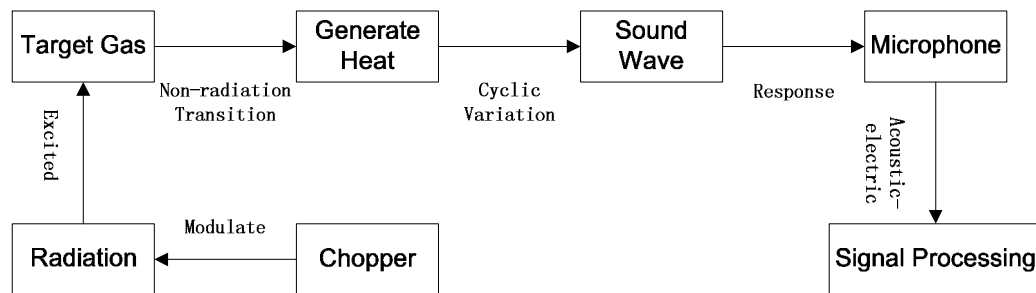 Target Gas
Non-radiation
Transition
Generate
Heat
Cyclic
Variation
Sound
Wave
Response
Microphone
Excited
Acoustic-
electric
Radiation
Modulate
Chopper
Signal Processing